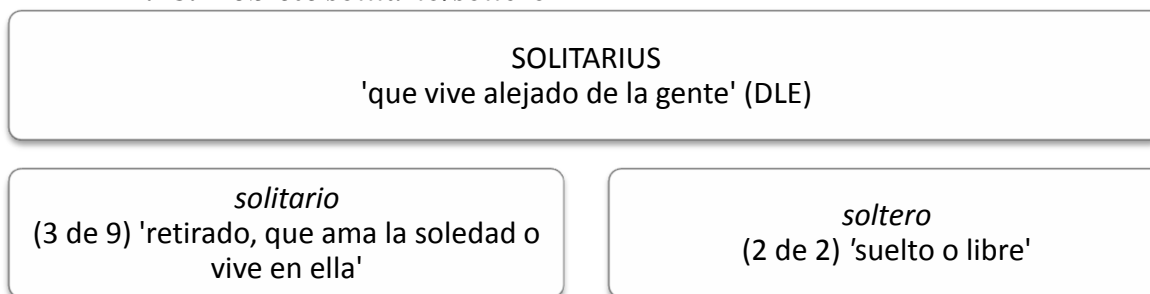 SOLITARIUS
'que vive alejado de la gente' (DLE)
solitario
(3 de 9) 'retirado, que ama la soledad o
vive en ella'
soltero
(2 de 2) 'suelto o libre'